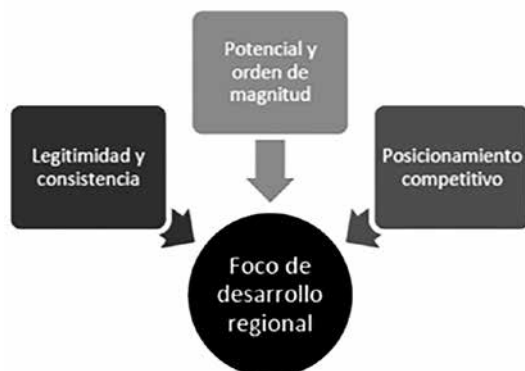 Potencial y
orden de
magnitud
Legitimidad y
consistencia
Posicionamiento
competitivo
Foco de
desarrollo
regional